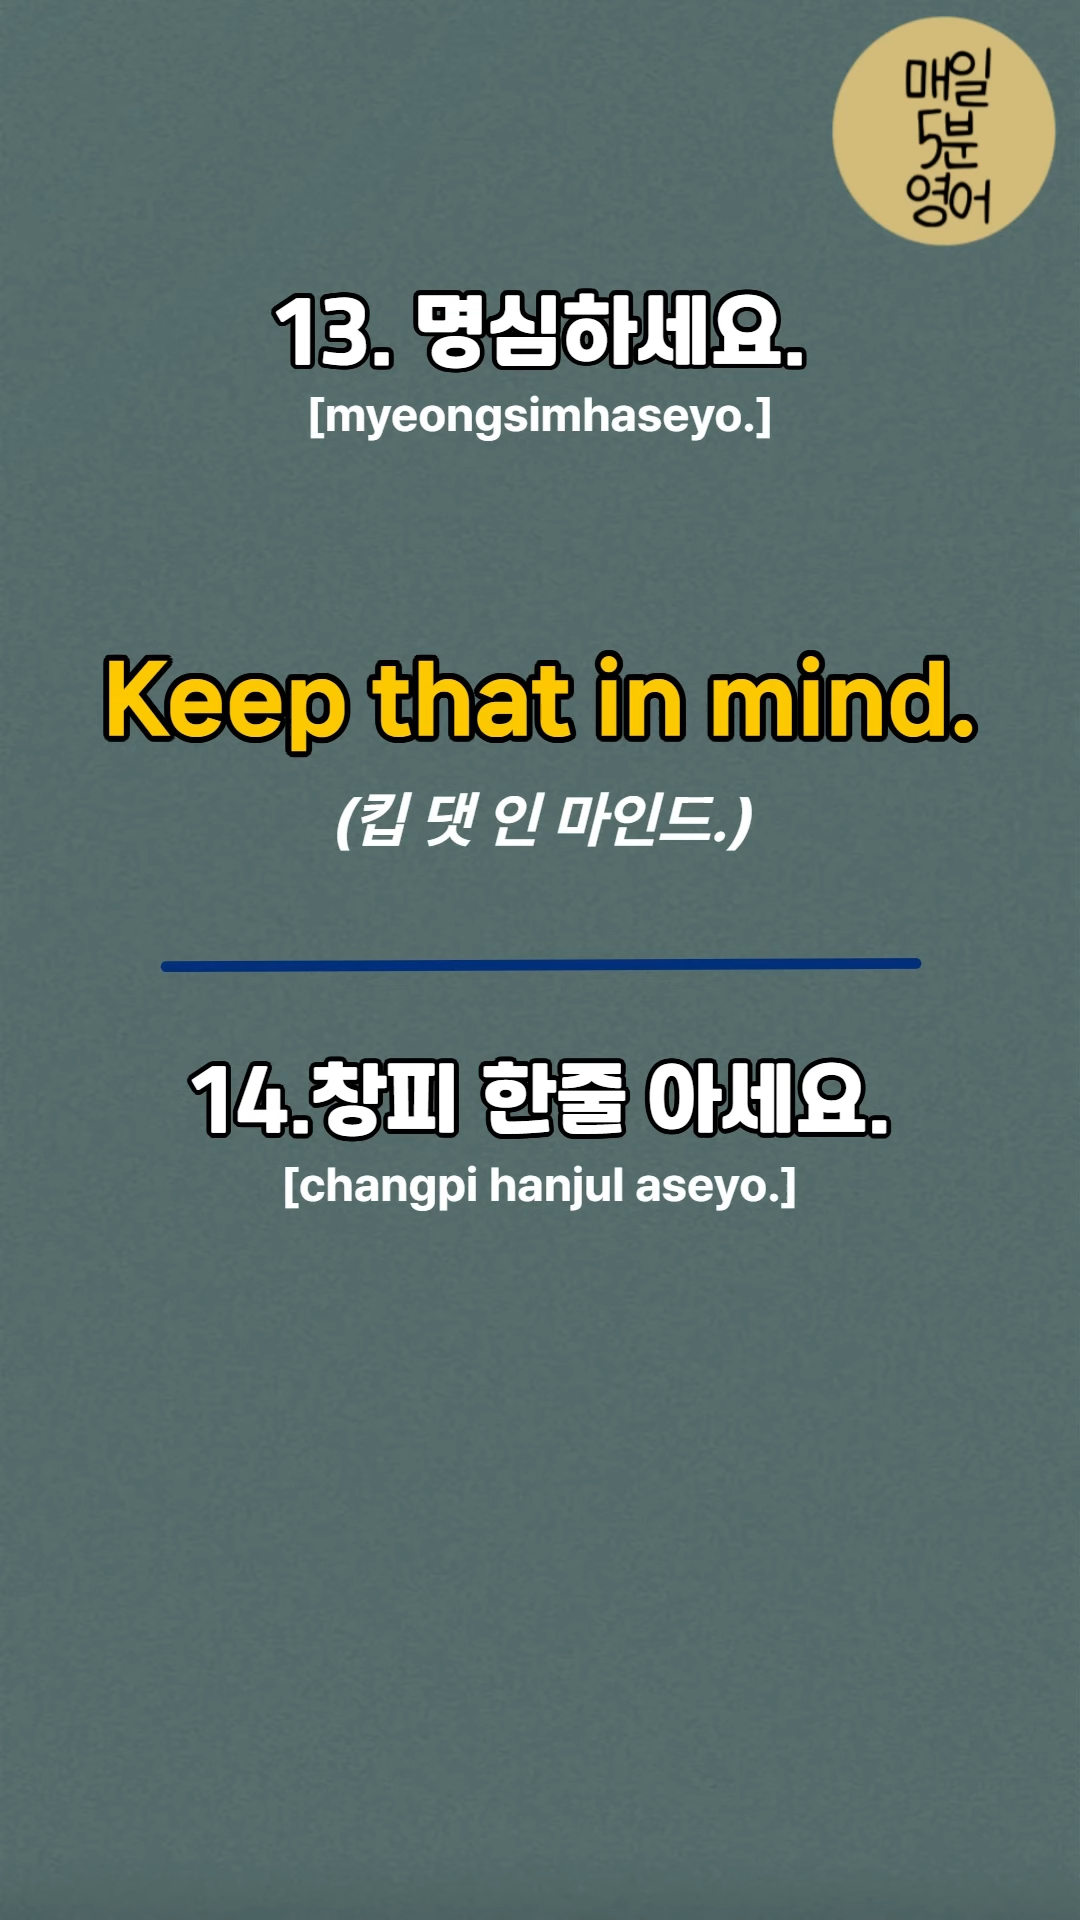 매일
5분
영어
13. 명심하세요.
[myeongsimhaseyo.]
Keep that in mind.
(킵 댓 인 마인드.)
14.창피 한줄 아세요.
[changpi hanjul aseyo.]